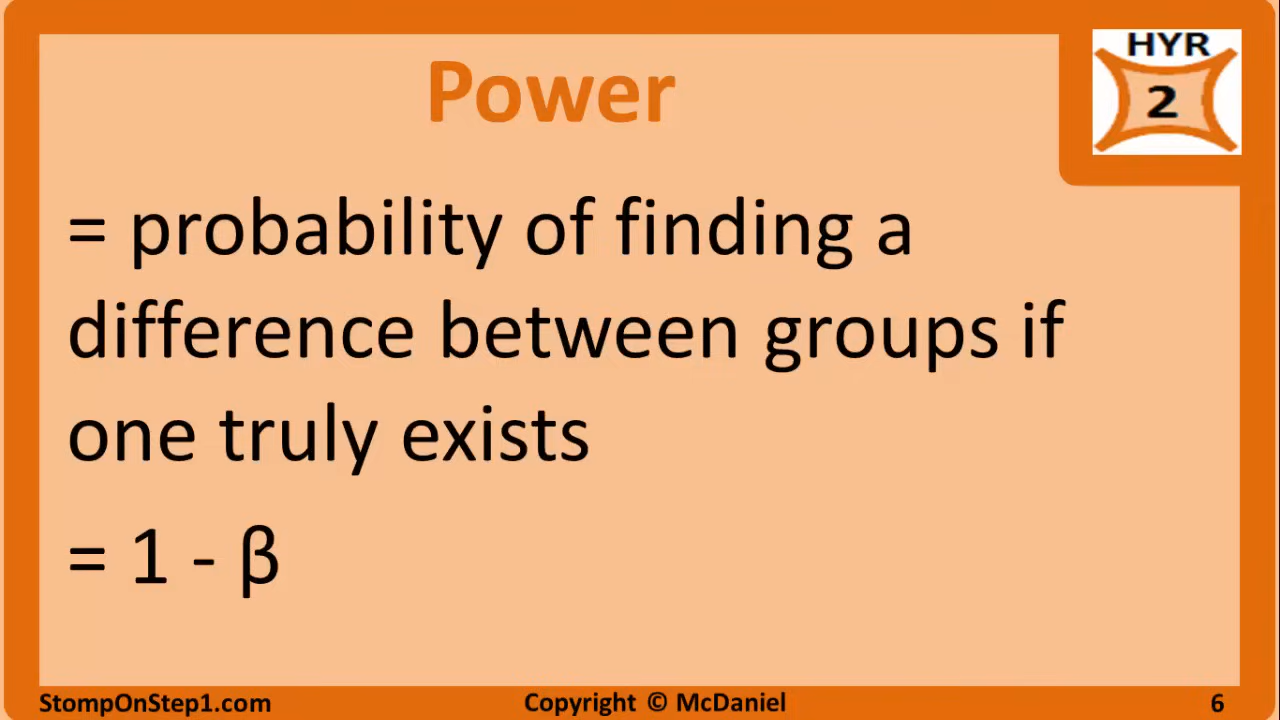 HYR
2
Power
= probability of finding a
difference between groups if
one truly exists
= 1 - β
StompOnStep1.com
Copyright © McDaniel
6